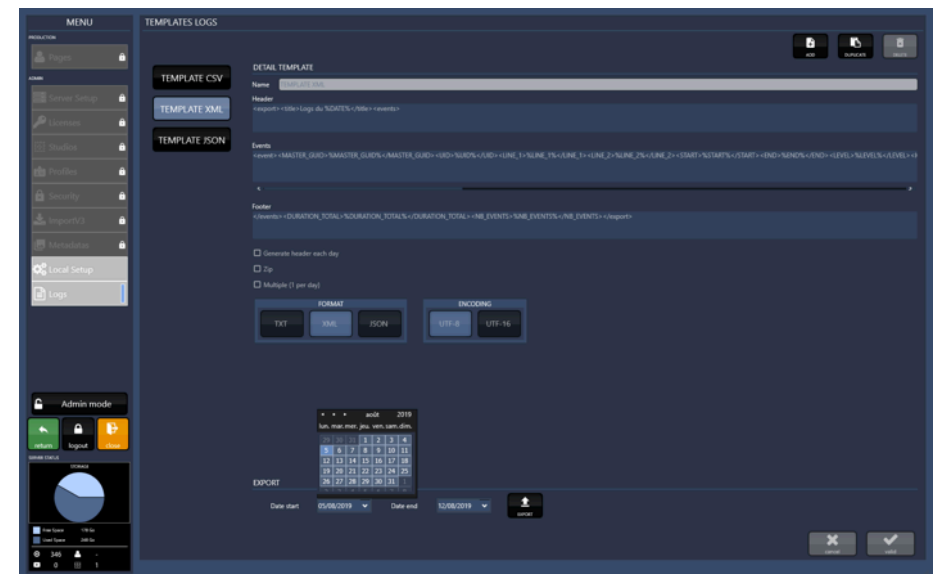 MENU
PRODUCTION
Pages
ADMIN
Server Setup
Licenses
Studios
Profiles
Security
ImportV3
Metadatas
Local Setup
Logs
Admin mode
return logout close
SERVER STATUS
STORAGE
Free Space 119 Go
Used Space
346 -
0 1
TEMPLATES LOGS
ADD DUPLICATE DELETE
TEMPLATE CSV
TEMPLATE XML
TEMPLATE JSON
DETAIL TEMPLATE
Name TEMPLATE XML
Header
<export><title>Logs du %DATE%</title><events>
Events
<event><MASTER_GUID>%MASTER_GUID%</MASTER_GUID><UID>%UID%</UID><LINE_1>%LINE_1%</LINE_1><LINE_2>%LINE_2%</LINE_2><START>%START%</START><END>%END%</END><LEVEL>%LEVEL%</LEVEL>
Footer
</events><DURATION_TOTAL>%DURATION_TOTAL%</DURATION_TOTAL><NB_EVENTS>%NB_EVENTS%</NB_EVENTS></export>
Generate header each day
Zip
Multiple (1 per day)
FORMAT
TXT XML JSON
ENCODING
UTF-8 UTF-16
août 2019
lun. mar. mer. jeu. ven. sam. dim.
29 30 31 1 2 3 4
5 6 7 8 9 10 11
12 13 14 15 16 17 18
19 20 21 22 23 24 25
26 27 28 29 30 31 1
EXPORT
Date start 05/08/2019 Date end 12/08/2019 EXPORT
cancel valid